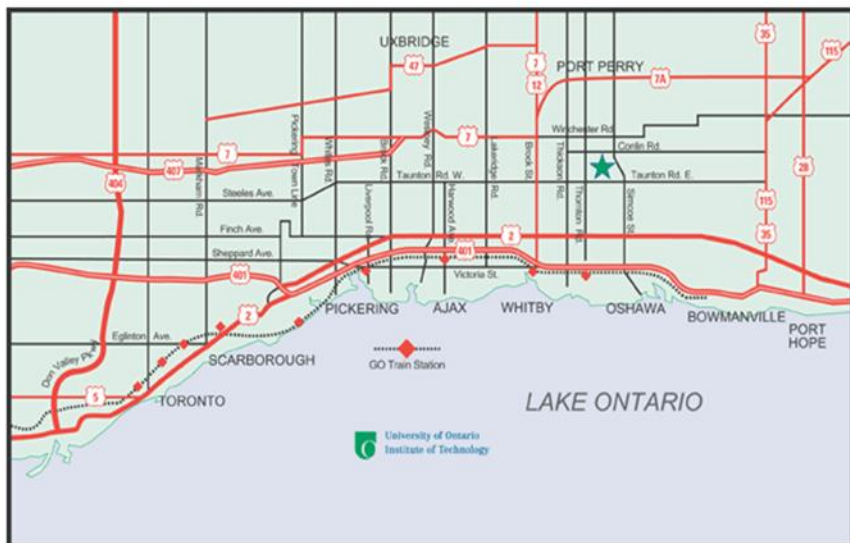 35
115
UXBRIDGE
7
47
PORT PERRY
12
7A
Winchester Rd.
7
Conlin Rd.
7
407
404
28
Taunton Rd. W.
Taunton Rd. E.
Steeles Ave.
115
Finch Ave.
2
35
Sheppard Ave.
401
401
Victoria St.
Markham Rd.
Pickering Town Line
Whites Rd.
Brock Rd.
Liverpool Rd.
Westney Rd.
Harwood Ave.
Lakeridge Rd.
Brock St.
Thickson Rd.
Thornton Rd.
Simcoe St.
2
PICKERING
AJAX
WHITBY
OSHAWA
BOWMANVILLE
PORT
HOPE
Eglinton Ave.
Don Valley Pkwy
SCARBOROUGH
GO Train Station
5
TORONTO
LAKE ONTARIO
University of Ontario
Institute of Technology